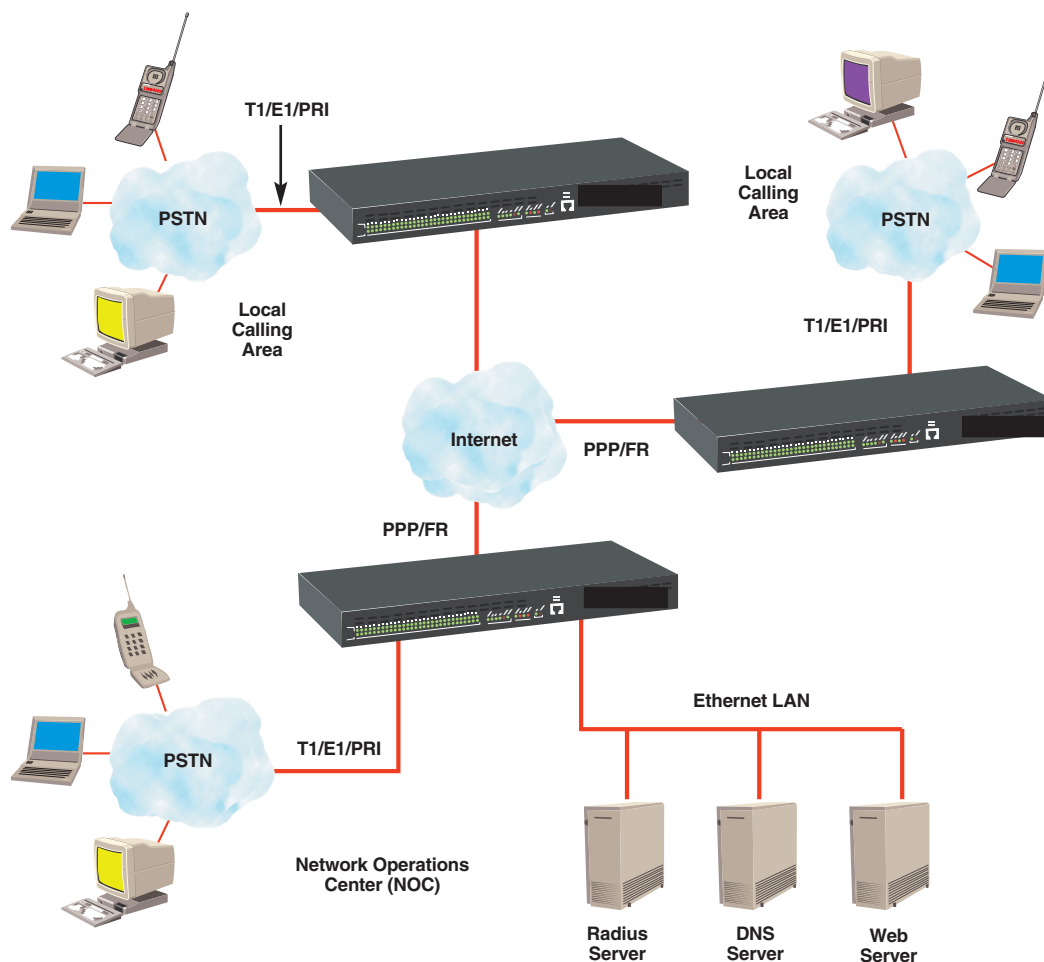 T1/E1/PRI
PSTN
Local
Calling
Area
Local
Calling
Area
PSTN
T1/E1/PRI
Internet
PPP/FR
PPP/FR
Ethernet LAN
PSTN
T1/E1/PRI
Network Operations
Center (NOC)
Radius
Server
DNS
Server
Web
Server